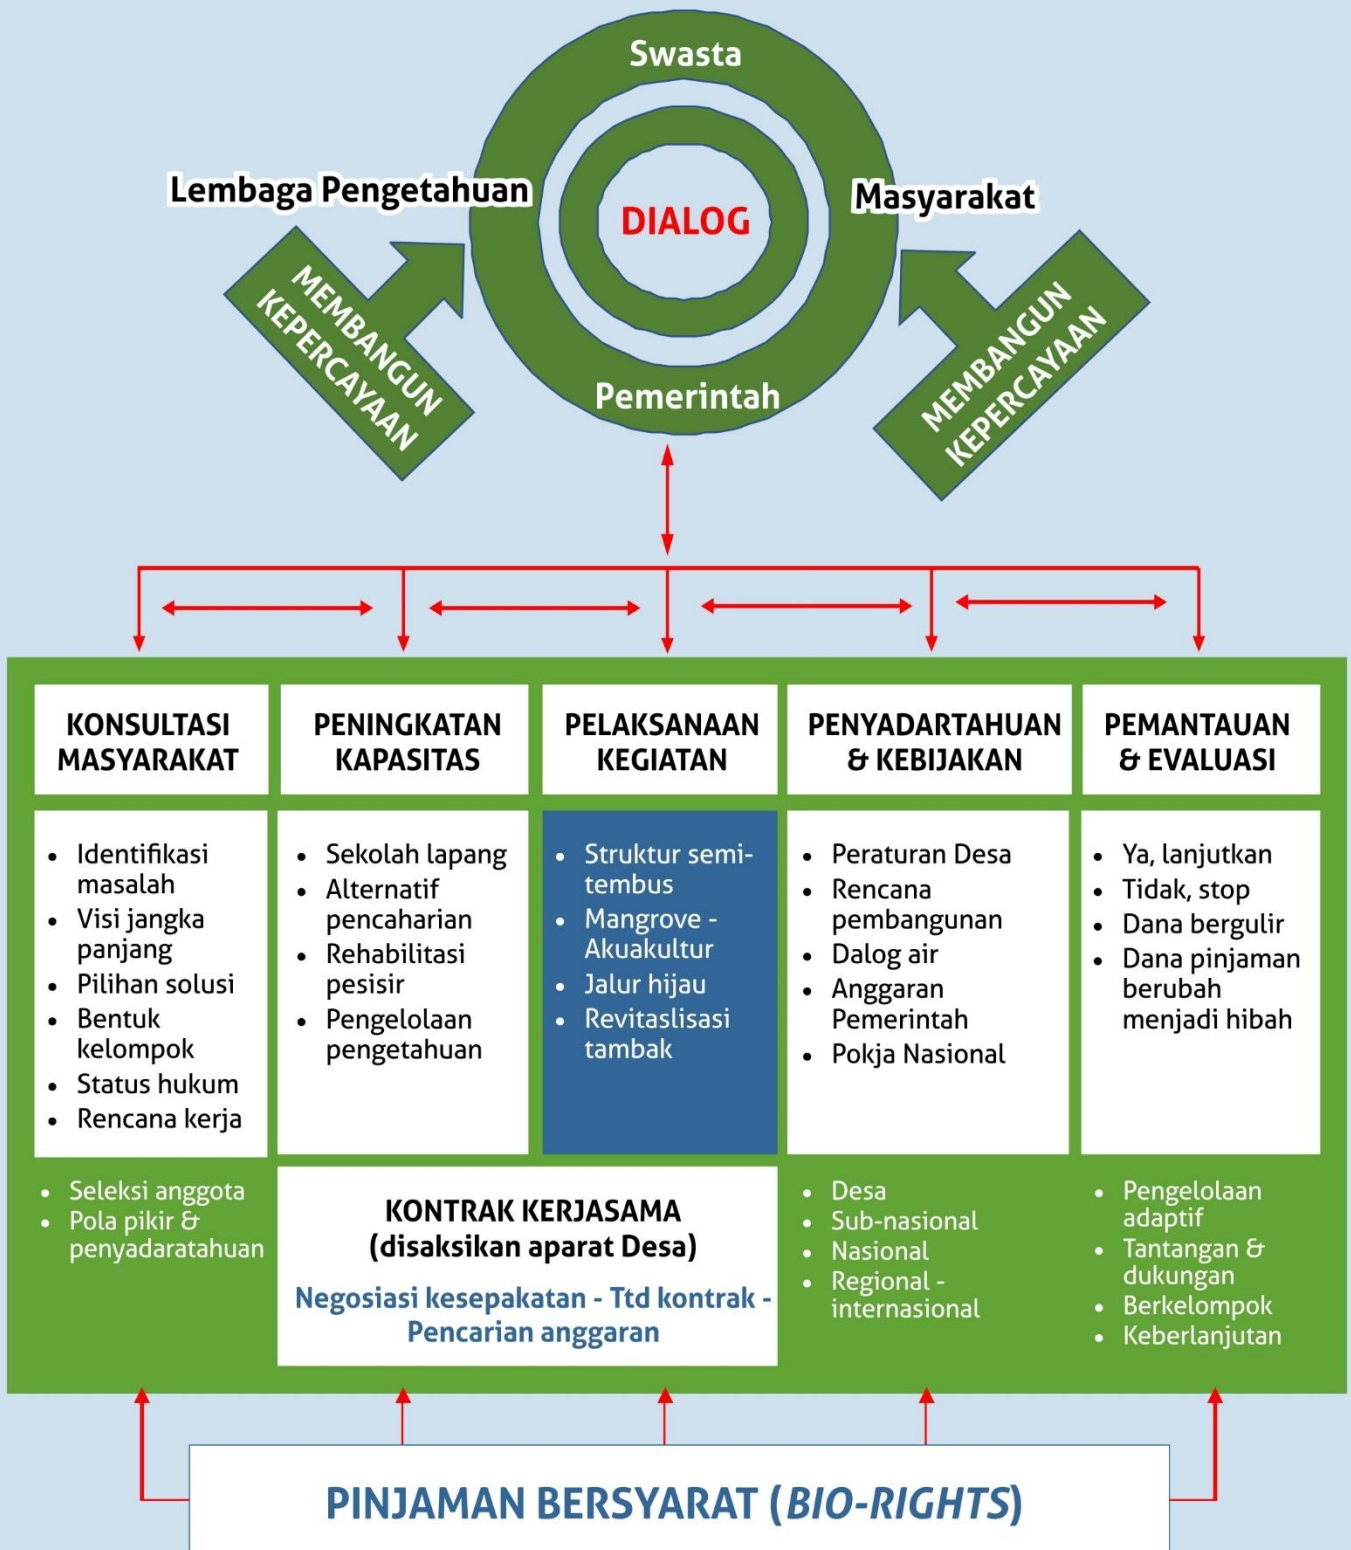 Swasta
Lembaga Pengetahuan
Masyarakat
DIALOG
MEMBANGUN
KEPERCAYAAN
MEMBANGUN
KEPERCAYAAN
Pemerintah
KONSULTASI
MASYARAKAT
• Identifikasi
masalah
• Visi jangka
panjang
• Pilihan solusi
• Bentuk
kelompok
• Status hukum
• Rencana kerja
• Seleksi anggota
• Pola pikir &
penyadaratahuan
PENINGKATAN
KAPASITAS
• Sekolah lapang
• Alternatif
pencaharian
• Rehabilitasi
pesisir
• Pengelolaan
pengetahuan
PELAKSANAAN
KEGIATAN
• Struktur semi-
tembus
• Mangrove -
Akuakultur
• Jalur hijau
• Revitaslisasi
tambak
KONTRAK KERJASAMA
(disaksikan aparat Desa)
Negosiasi kesepakatan - Ttd kontrak -
Pencarian anggaran
PENYADARTAHUAN
& KEBIJAKAN
• Peraturan Desa
• Rencana
pembangunan
• Dalog air
• Anggaran
Pemerintah
• Pokja Nasional
• Desa
• Sub-nasional
• Nasional
• Regional -
internasional
PEMANTAUAN
& EVALUASI
• Ya, lanjutkan
• Tidak, stop
• Dana bergulir
• Dana pinjaman
berubah
menjadi hibah
• Pengelolaan
adaptif
• Tantangan &
dukungan
• Berkelompok
• Keberlanjutan
PINJAMAN BERSYARAT (BIO-RIGHTS)